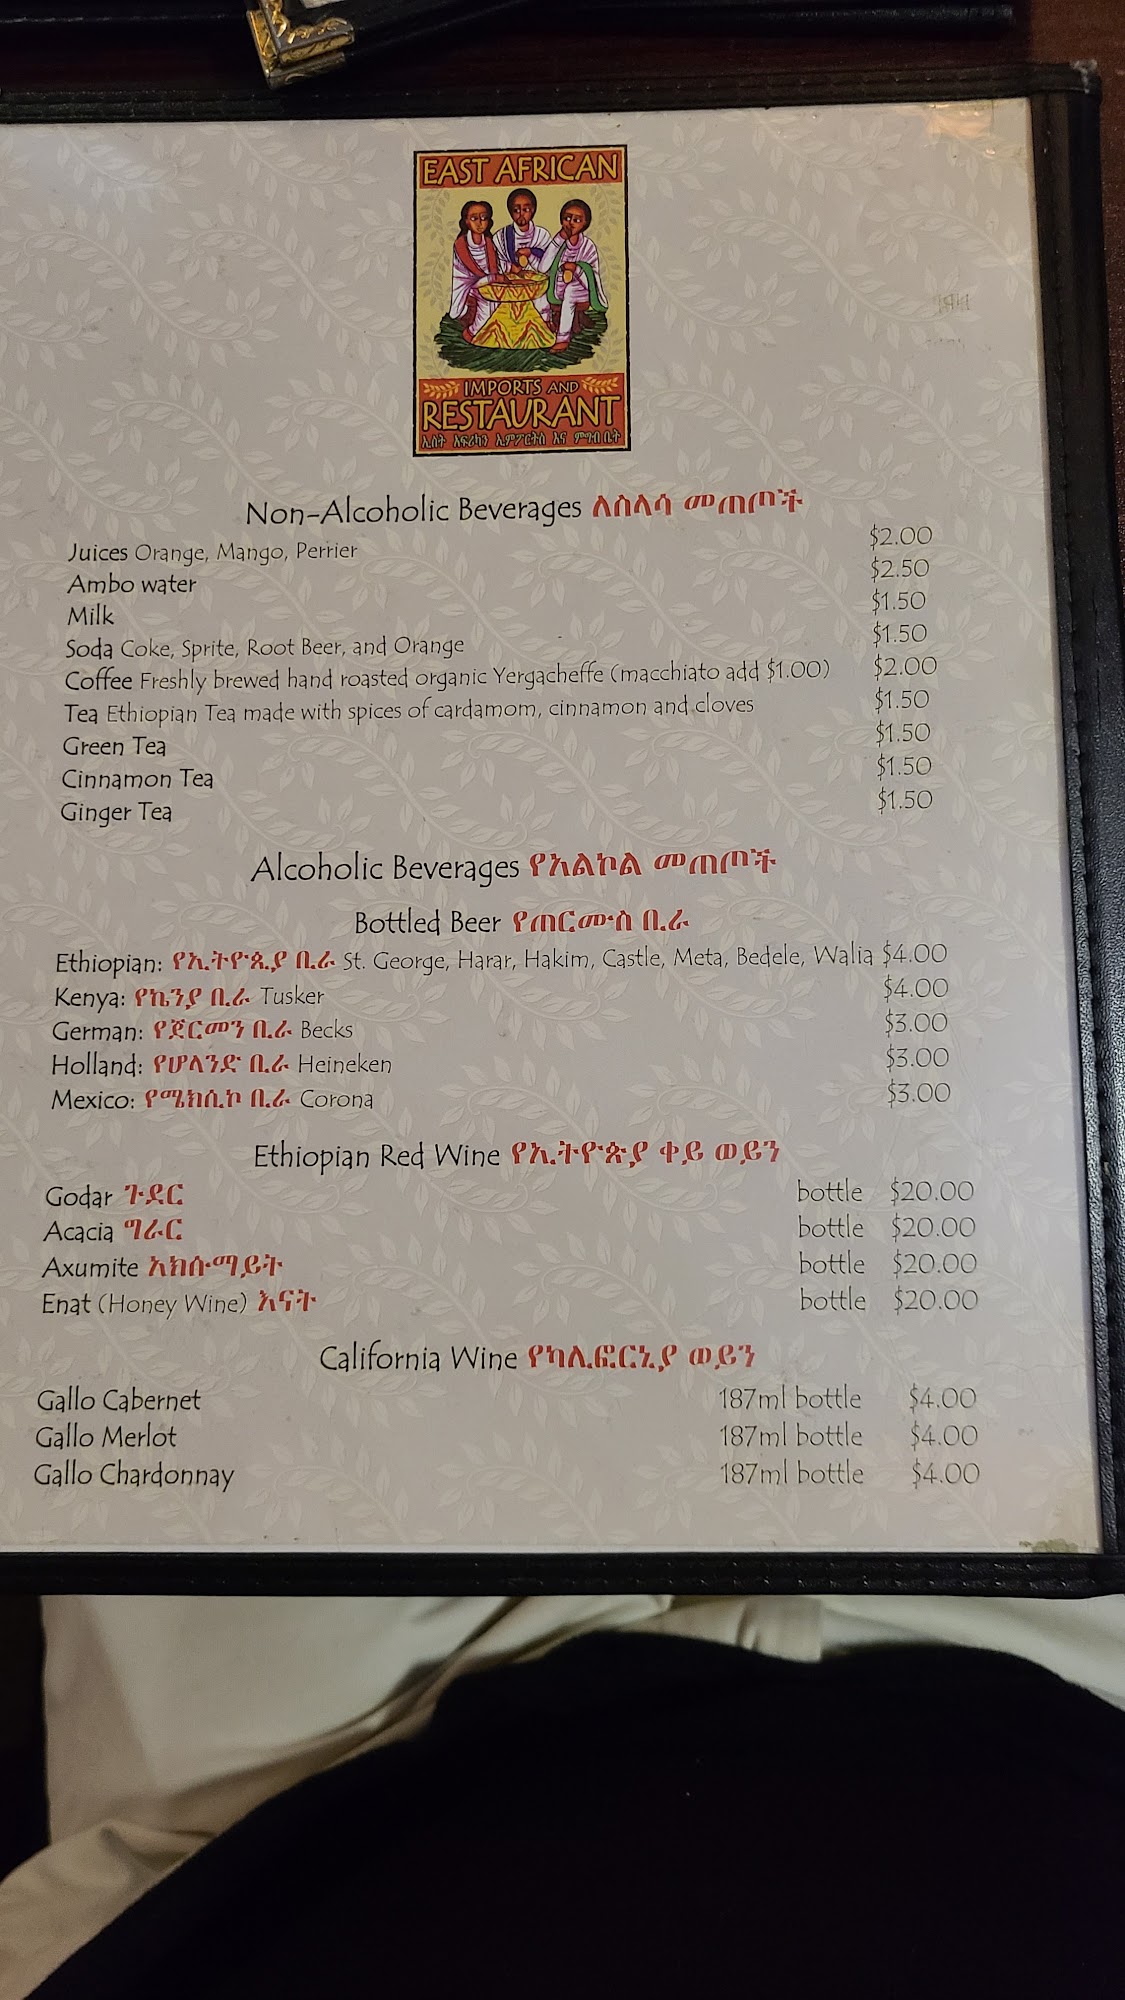 EAST AFRICAN
IMPORTS AND
RESTAURANT
ኢስት አፍሪካን ኢምፖርትስ እና ምግብ ቤት
Non-Alcoholic Beverages ለስላሳ መጠጦች
Juices Orange, Mango, Perrier $2.00
Ambo water $2.50
Milk $1.50
Soda Coke, Sprite, Root Beer, and Orange $1.50
Coffee Freshly brewed hand roasted organic Yergacheffe (macchiato add $1.00) $2.00
Tea Ethiopian Tea made with spices of cardamom, cinnamon and cloves $1.50
Green Tea $1.50
Cinnamon Tea $1.50
Ginger Tea $1.50
Alcoholic Beverages የአልኮል መጠጦች
Bottled Beer የጠርሙስ ቢራ
Ethiopian: የኢትዮጲያ ቢራ St. George, Harar, Hakim, Castle, Meta, Bedele, Walia $4.00
Kenya: የኬንያ ቢራ Tusker $4.00
German: የጀርመን ቢራ Becks $3.00
Holland: የሆላንድ ቢራ Heineken $3.00
Mexico: የሜክሲኮ ቢራ Corona $3.00
Ethiopian Red Wine የኢትዮጵያ ቀይ ወይን
Godar ጉደር bottle $20.00
Acacia ግራር bottle $20.00
Axumite አክሱማይት bottle $20.00
Enat (Honey Wine) እናት bottle $20.00
California Wine የካሊፎርኒያ ወይን
Gallo Cabernet 187ml bottle $4.00
Gallo Merlot 187ml bottle $4.00
Gallo Chardonnay 187ml bottle $4.00